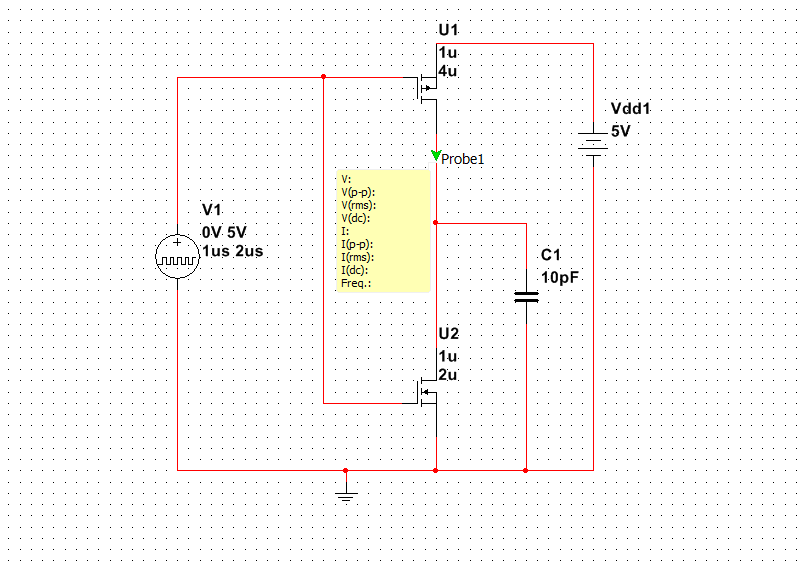 U1
1u
4u
Vdd1
5V
Probe1
V:
V(p-p):
V(rms):
V(dc):
I:
I(p-p):
I(rms):
I(dc):
Freq.:
V1
+
0V 5V
1us 2us
C1
10pF
U2
1u
2u